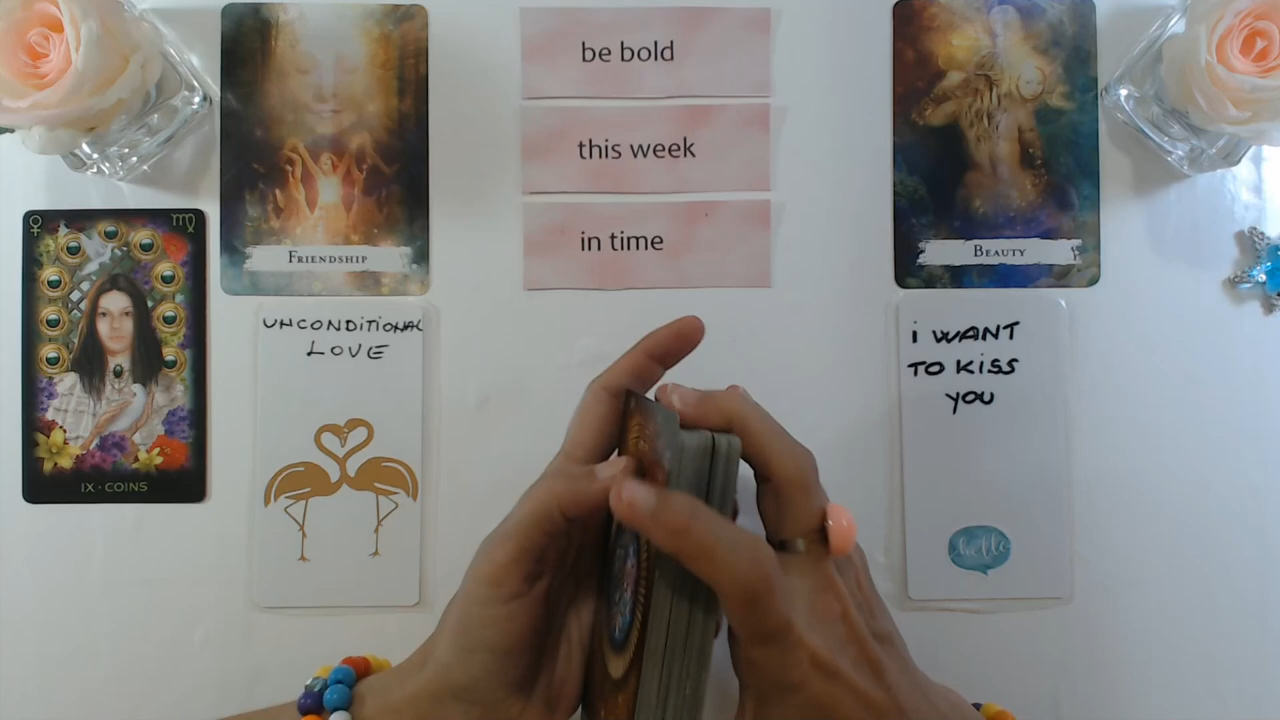 be bold
this week
in time
FRIENDSHIP
BEAUTY
UNCONDITIONAL
LOVE
i WANT
TO KiSS
YOU
hello
IX · COINS